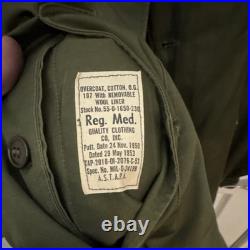 OVERCOAT, COTTON, O.G.
107 With REMOVABLE
WOOL LINER
Stock No. 55-O-1650-230
Reg. Med.
QUALITY CLOTHING
CO, INC.
Patt. Date 24 Nov. 1950
Dated 29 May 1953
Spec. No. MIL-O-
A.S.T.A.P.A.